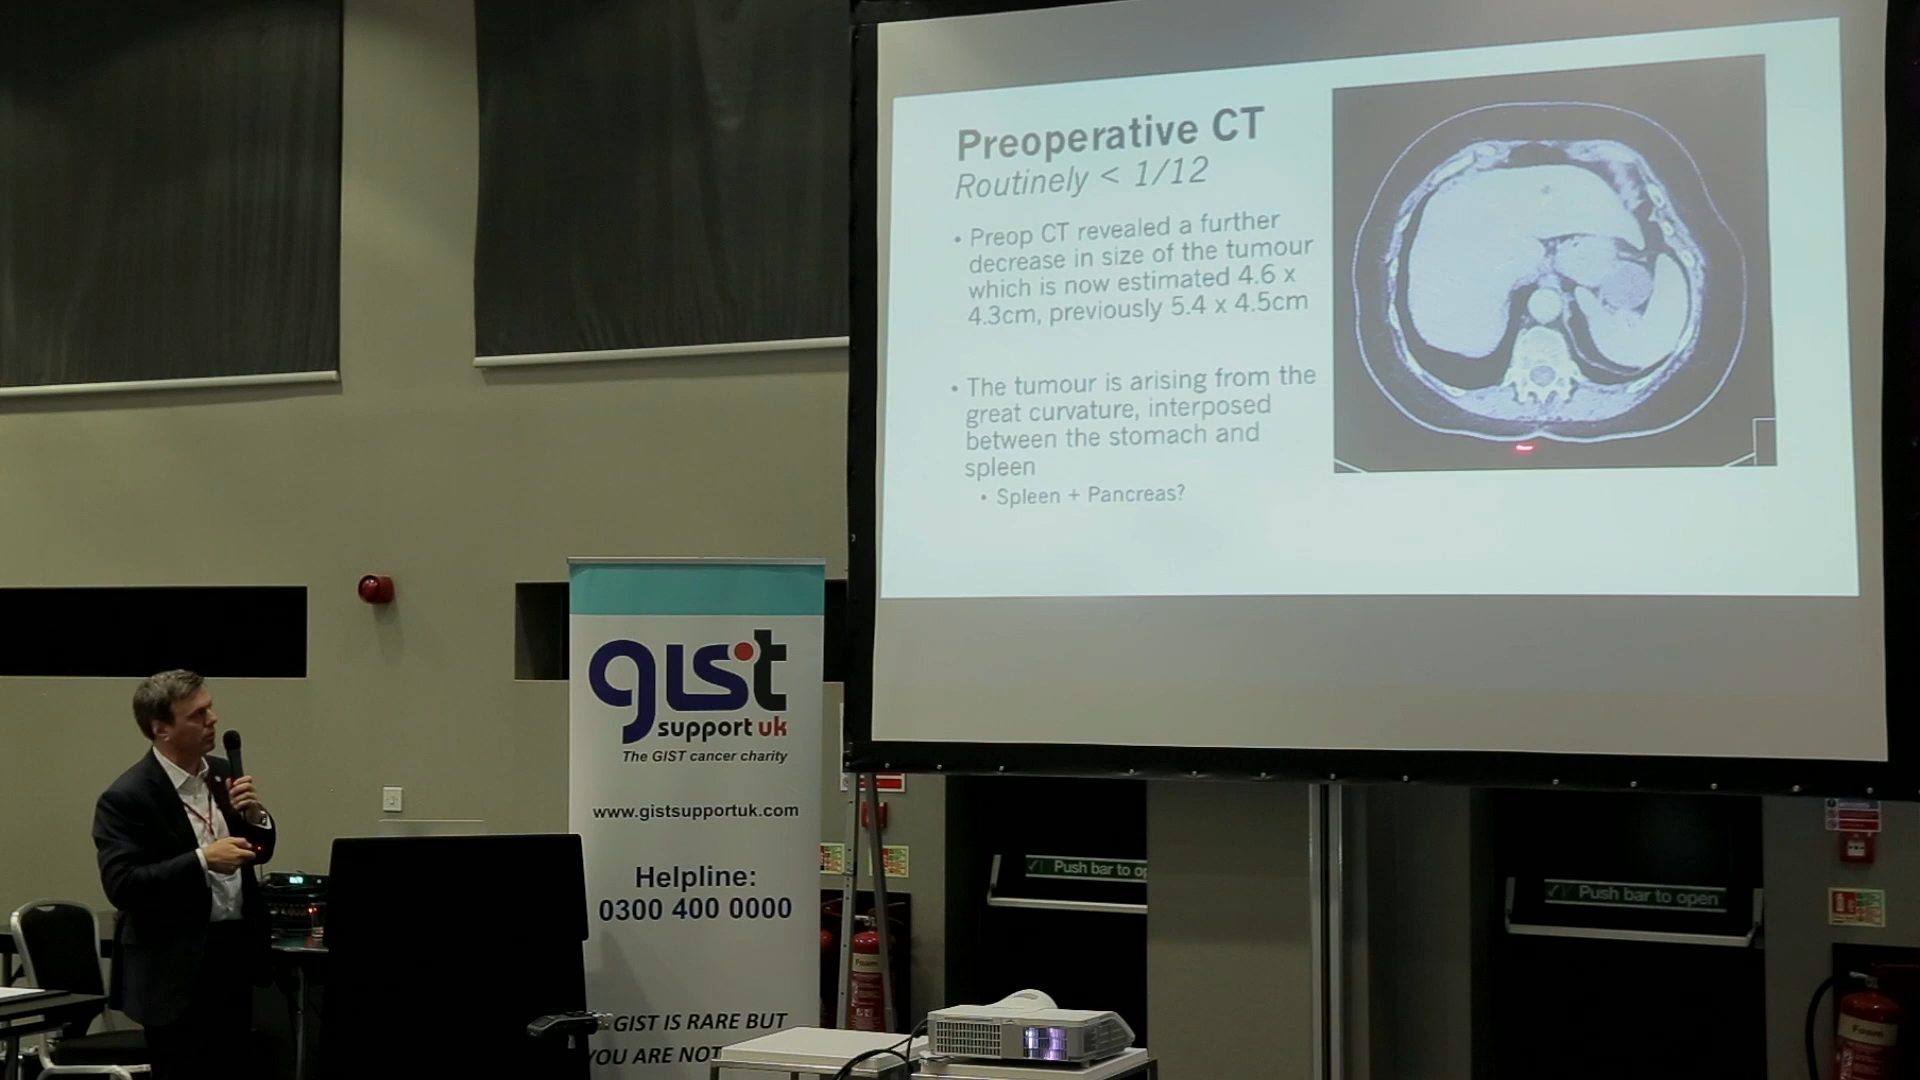 Preoperative CT
Routinely < 1/12
• Preop CT revealed a further
decrease in size of the tumour
which is now estimated 4.6 x
4.3cm, previously 5.4 x 4.5cm
• The tumour is arising from the
great curvature, interposed
between the stomach and
spleen
• Spleen + Pancreas?
gist
support uk
The GIST cancer charity
www.gistsupportuk.com
Helpline:
0300 400 0000
GIST IS RARE BUT
YOU ARE NOT
Push bar to op
Push bar to open
Foam
Foam